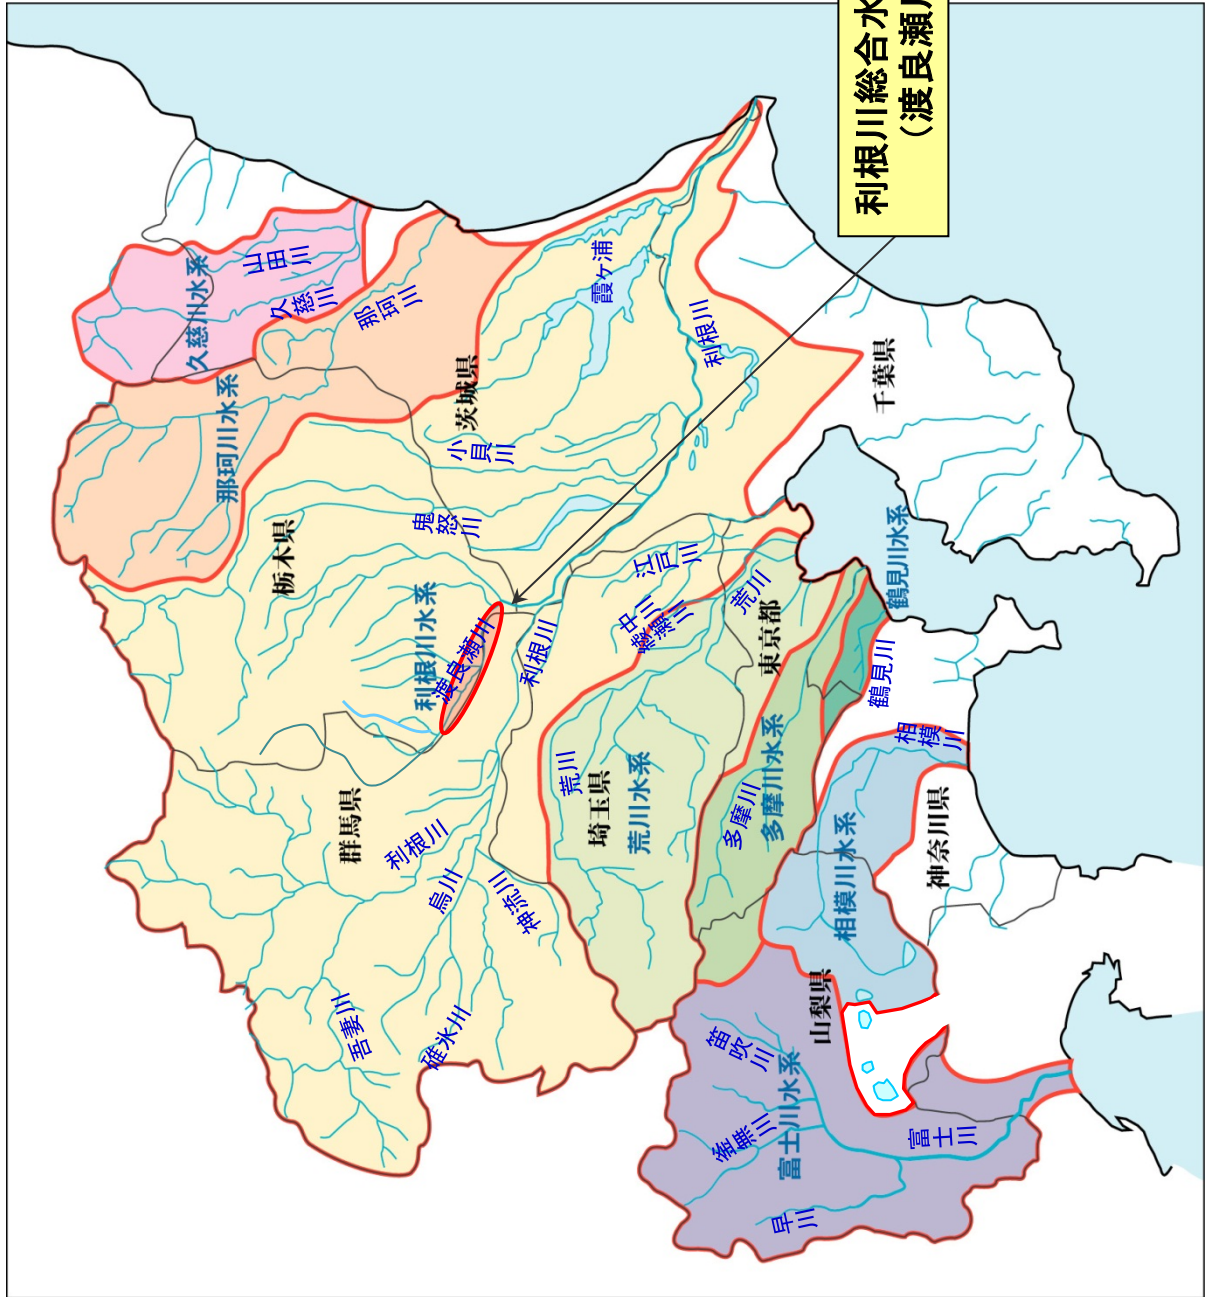 利根川総合水
（渡良瀬川
久慈川水系
山田川
久慈川
那珂川
那珂川水系
茨城県
霞ヶ浦
利根川
千葉県
小貝川
鬼怒川
栃木県
利根川水系
渡良瀬川
利根川
江戸川
中川
綾瀬川
荒川
東京都
鶴見川水系
鶴見川
相模川
群馬県
利根川
烏川
神流川
荒川
埼玉県
荒川水系
多摩川
多摩川水系
相模川水系
神奈川県
吾妻川
碓氷川
山梨県
笛吹川
釜無川
富士川水系
富士川
早川